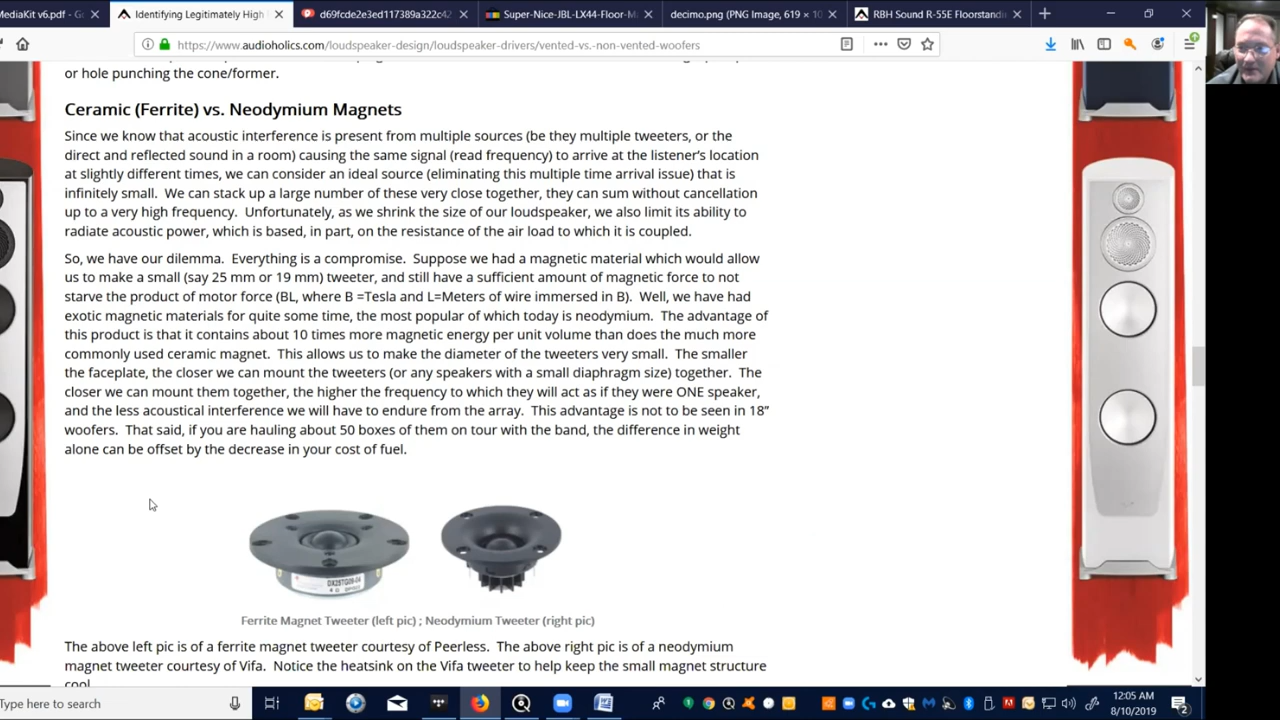 MediaKit v6.pdf
Identifying Legitimately High
d69fcde2e3ed117389a322c42
Super-Nice-JBL-LX44-Floor-M
decimo.png (PNG Image, 619 × 10
RBH Sound R-55E Floorstandi
https://www.audioholics.com/loudspeaker-design/loudspeaker-drivers/vented-vs.-non-vented-woofers
or hole punching the cone/former.
Ceramic (Ferrite) vs. Neodymium Magnets
Since we know that acoustic interference is present from multiple sources (be they multiple tweeters, or the
direct and reflected sound in a room) causing the same signal (read frequency) to arrive at the listener's location
at slightly different times, we can consider an ideal source (eliminating this multiple time arrival issue) that is
infinitely small. We can stack up a large number of these very close together, they can sum without cancellation
up to a very high frequency. Unfortunately, as we shrink the size of our loudspeaker, we also limit its ability to
radiate acoustic power, which is based, in part, on the resistance of the air load to which it is coupled.
So, we have our dilemma. Everything is a compromise. Suppose we had a magnetic material which would allow
us to make a small (say 25 mm or 19 mm) tweeter, and still have a sufficient amount of magnetic force to not
starve the product of motor force (BL, where B =Tesla and L=Meters of wire immersed in B). Well, we have had
exotic magnetic materials for quite some time, the most popular of which today is neodymium. The advantage of
this product is that it contains about 10 times more magnetic energy per unit volume than does the much more
commonly used ceramic magnet. This allows us to make the diameter of the tweeters very small. The smaller
the faceplate, the closer we can mount the tweeters (or any speakers with a small diaphragm size) together. The
closer we can mount them together, the higher the frequency to which they will act as if they were ONE speaker,
and the less acoustical interference we will have to endure from the array. This advantage is not to be seen in 18”
woofers. That said, if you are hauling about 50 boxes of them on tour with the band, the difference in weight
alone can be offset by the decrease in your cost of fuel.
DX25TG09-04
Ferrite Magnet Tweeter (left pic) ; Neodymium Tweeter (right pic)
The above left pic is of a ferrite magnet tweeter courtesy of Peerless. The above right pic is of a neodymium
magnet tweeter courtesy of Vifa. Notice the heatsink on the Vifa tweeter to help keep the small magnet structure
cool.
Type here to search
12:05 AM
8/10/2019
2